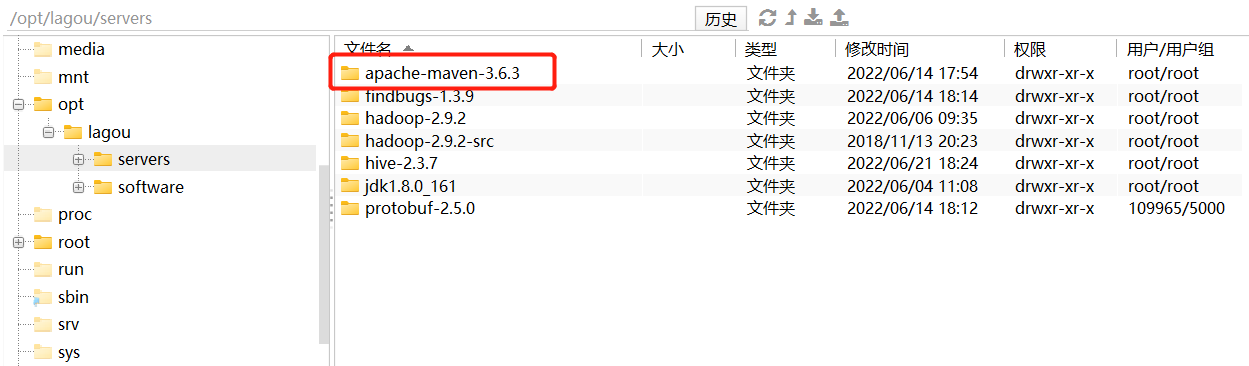 /opt/lagou/servers 历史
media
mnt
opt
lagou
servers
software
proc
root
run
sbin
srv
sys
文件名 大小 类型 修改时间 权限 用户/用户组
apache-maven-3.6.3 文件夹 2022/06/14 17:54 drwxr-xr-x root/root
findbugs-1.3.9 文件夹 2022/06/14 18:14 drwxr-xr-x root/root
hadoop-2.9.2 文件夹 2022/06/06 09:35 drwxr-xr-x root/root
hadoop-2.9.2-src 文件夹 2018/11/13 20:23 drwxr-xr-x root/root
hive-2.3.7 文件夹 2022/06/21 18:24 drwxr-xr-x root/root
jdk1.8.0_161 文件夹 2022/06/04 11:08 drwxr-xr-x root/root
protobuf-2.5.0 文件夹 2022/06/14 18:12 drwxr-xr-x 109965/5000